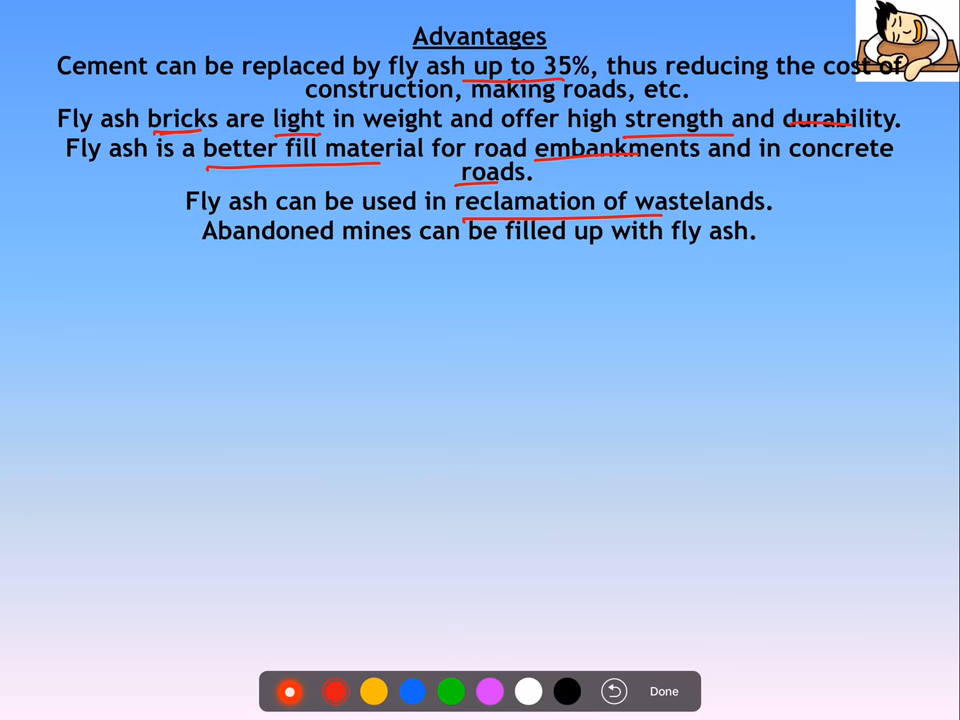 Advantages
Cement can be replaced by fly ash up to 35%, thus reducing the cost of
construction, making roads, etc.
Fly ash bricks are light in weight and offer high strength and durability.
Fly ash is a better fill material for road embankments and in concrete
roads.
Fly ash can be used in reclamation of wastelands.
Abandoned mines can be filled up with fly ash.
Done